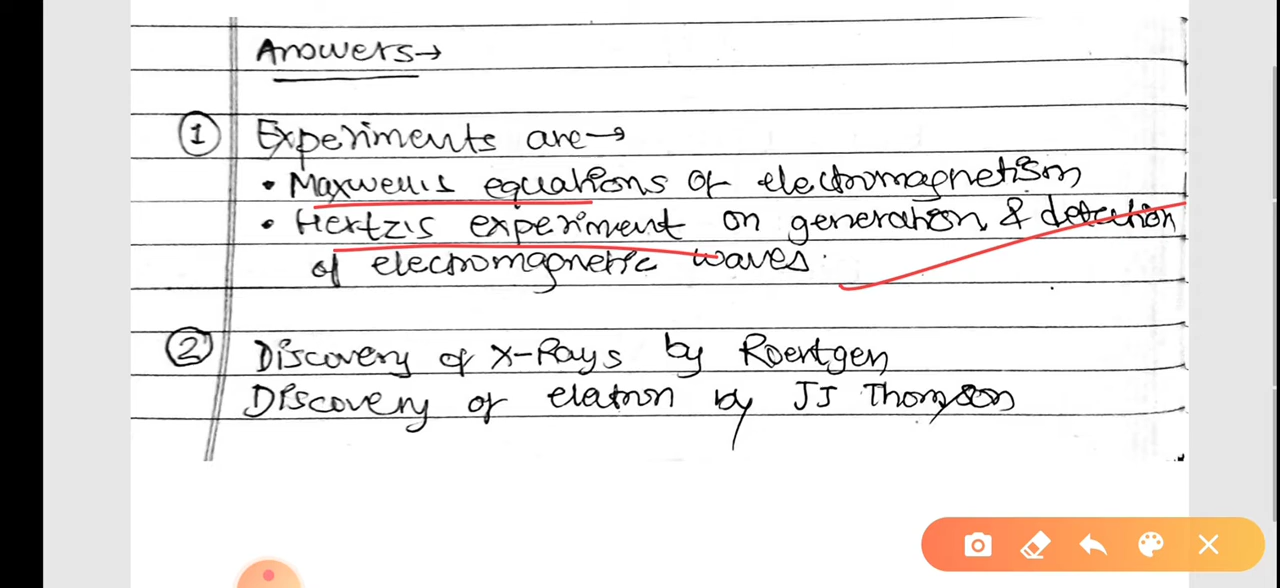 Answers→
① Experiments are→
• Maxwell's equations of electromagnetism
• Hertz's experiment on generation & detection
of electromagnetic waves.
② Discovery of X-Rays by Roentgen
Discovery of elatron by JJ Thomson